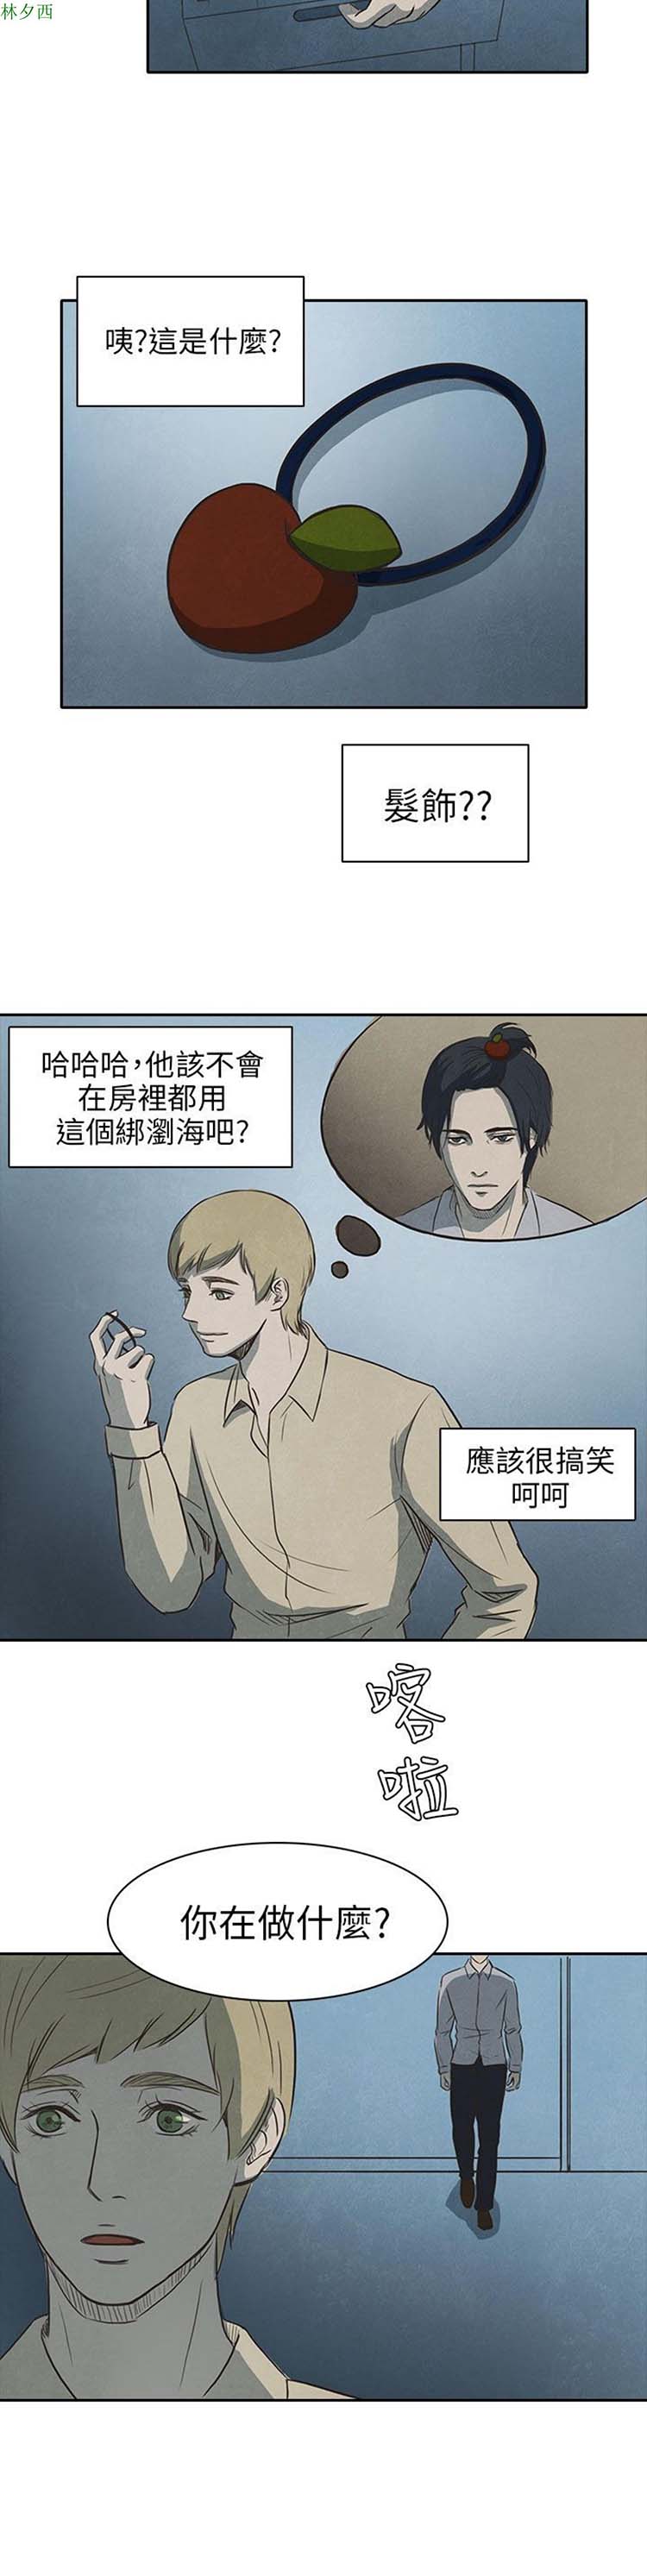 林夕西
咦?這是什麼?
髮飾??
哈哈哈，他該不會
在房裡都用
這個綁瀏海吧?
應該很搞笑
呵呵
喀
啦
你在做什麼?